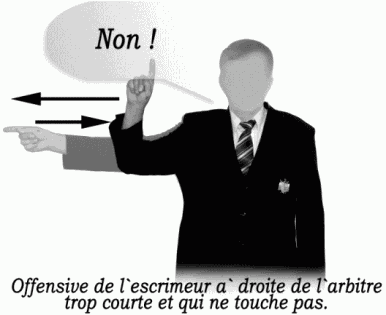 Non !
Offensive de l`escrimeur a` droite de l`arbitre
trop courte et qui ne touche pas.